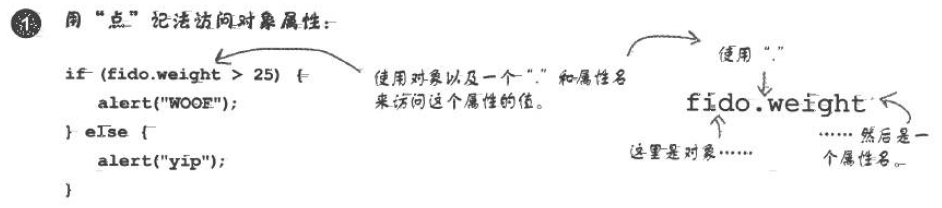 1 用“点”记法访问对象属性：
if (fido.weight > 25) {
alert("WOOF");
} else {
alert("yip");
}
使用对象以及一个“.”和属性名
来访问这个属性的值。
使用“.”
fido.weight
这里是对象……
……然后是一
个属性名。